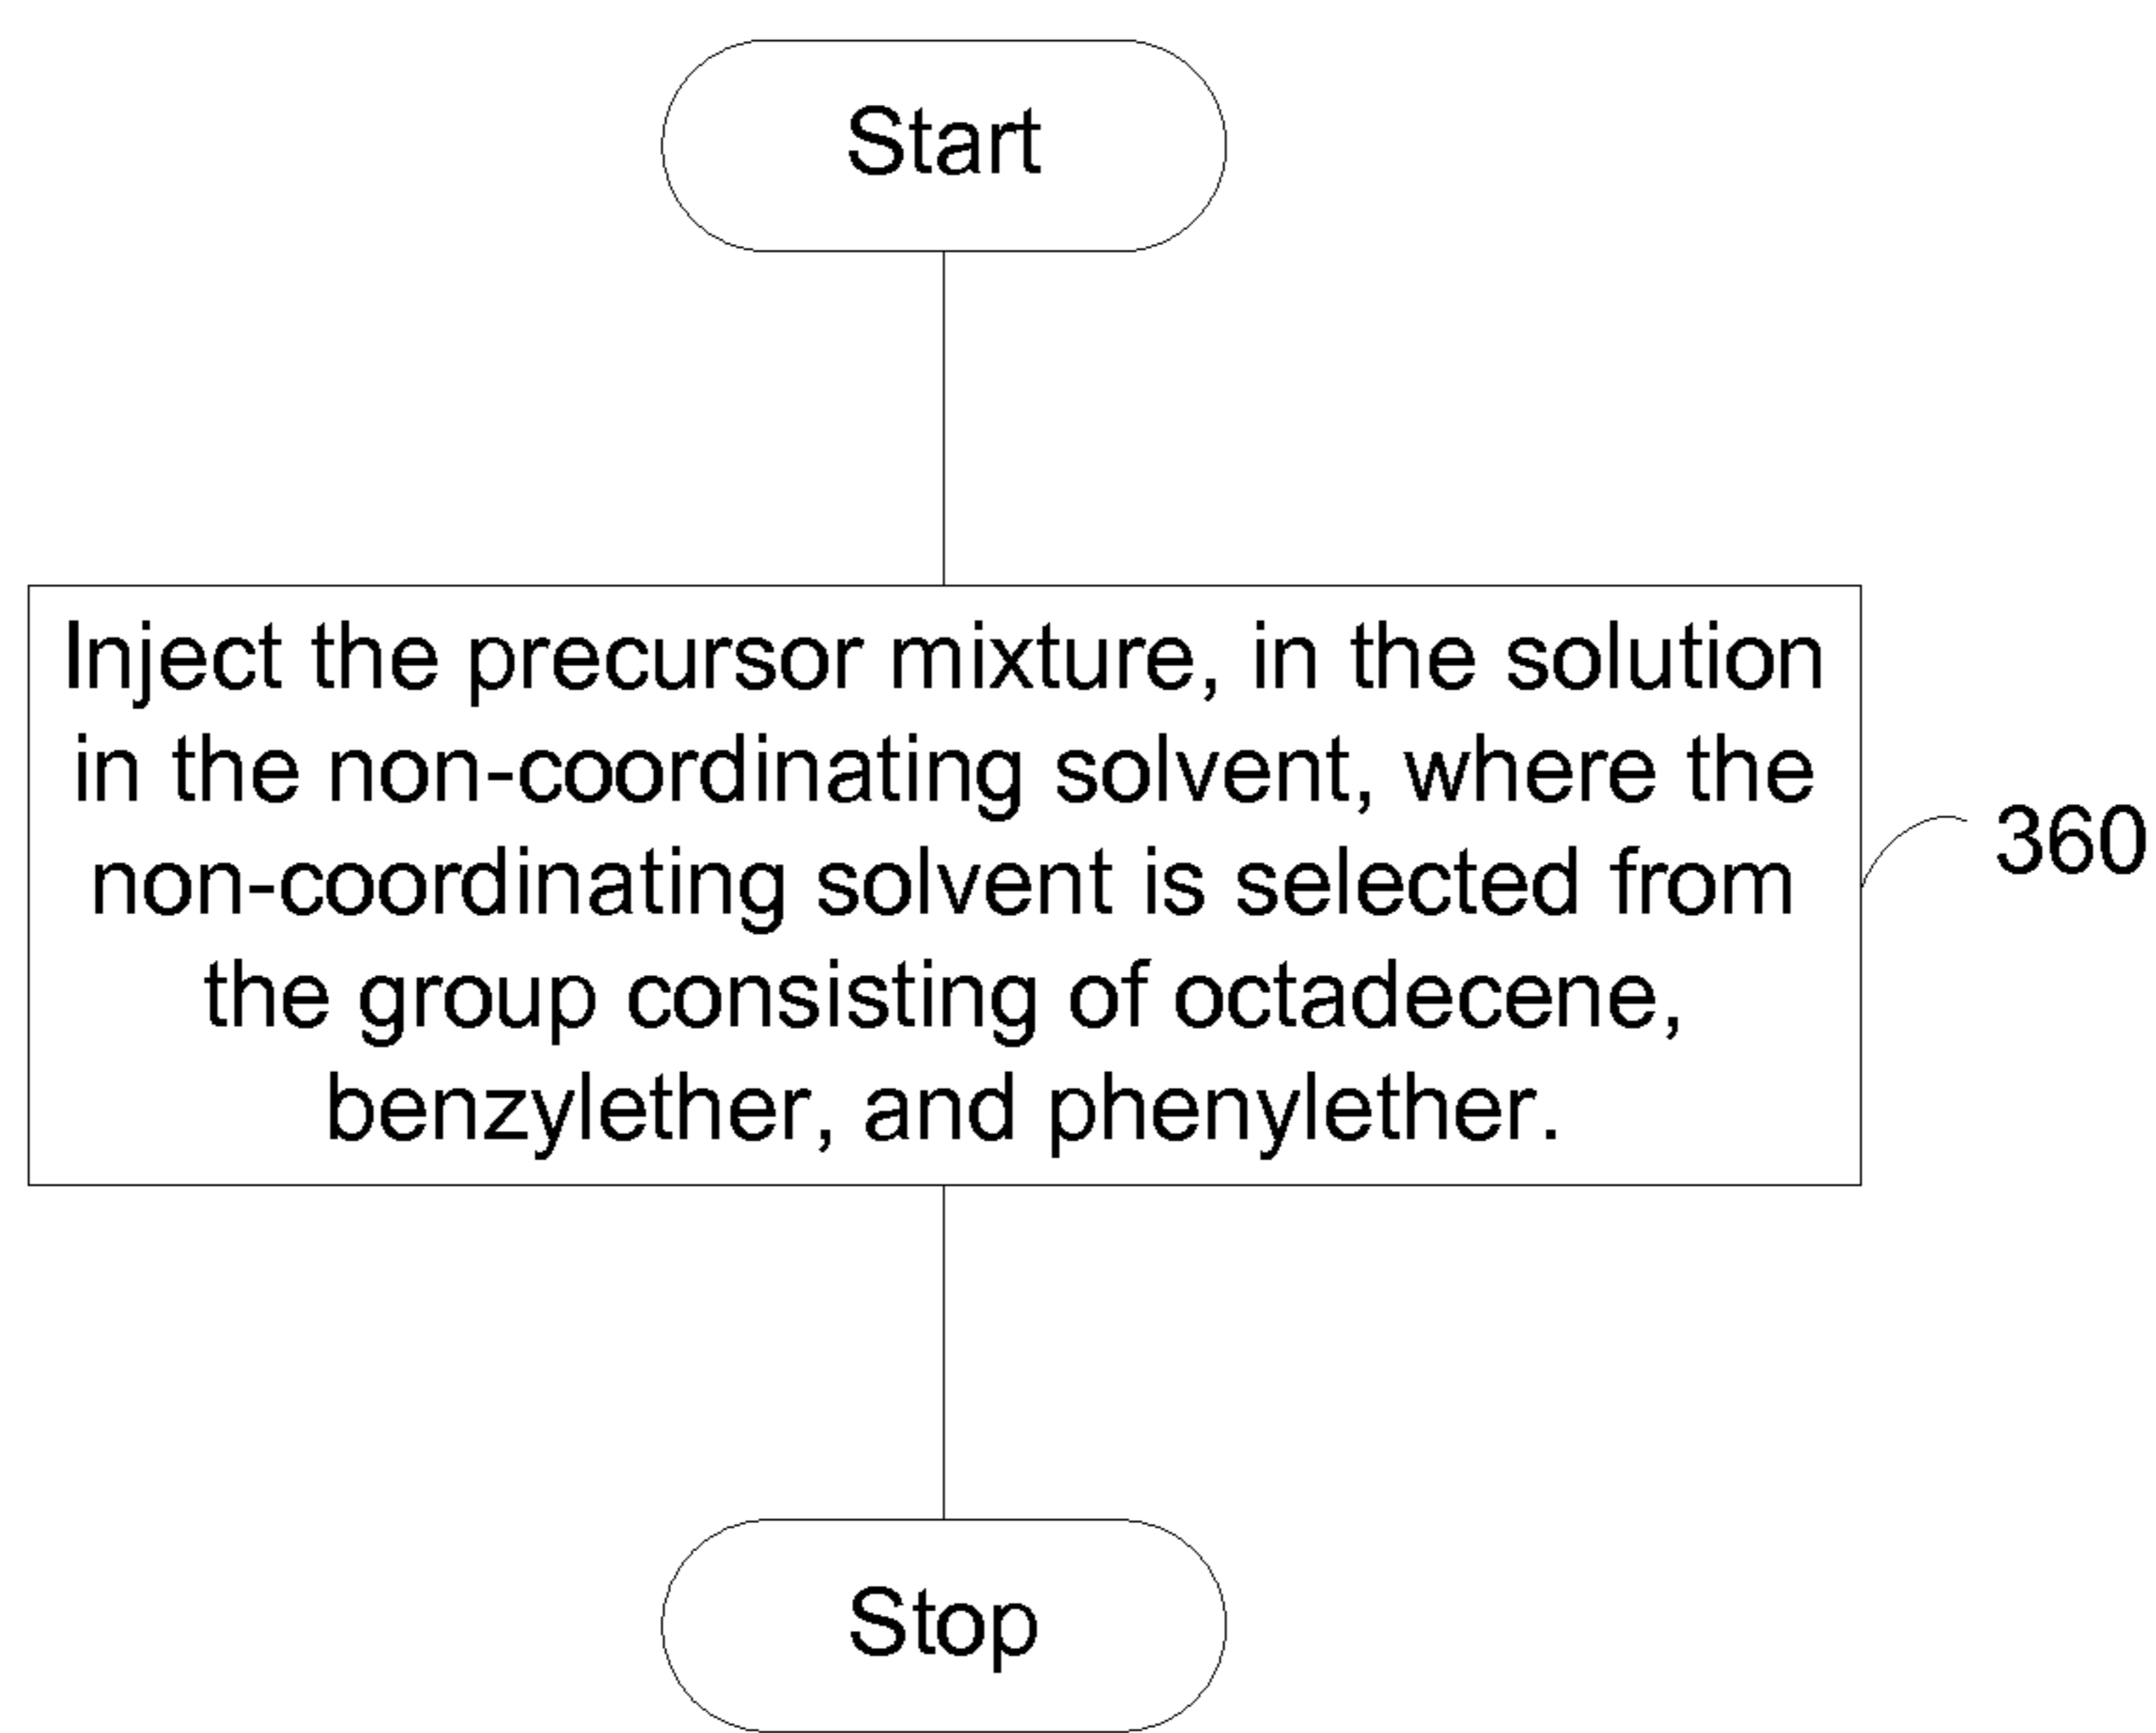 Start
Inject the precursor mixture, in the solution
in the non-coordinating solvent, where the
non-coordinating solvent is selected from
the group consisting of octadecene,
benzylether, and phenylether.
360
Stop